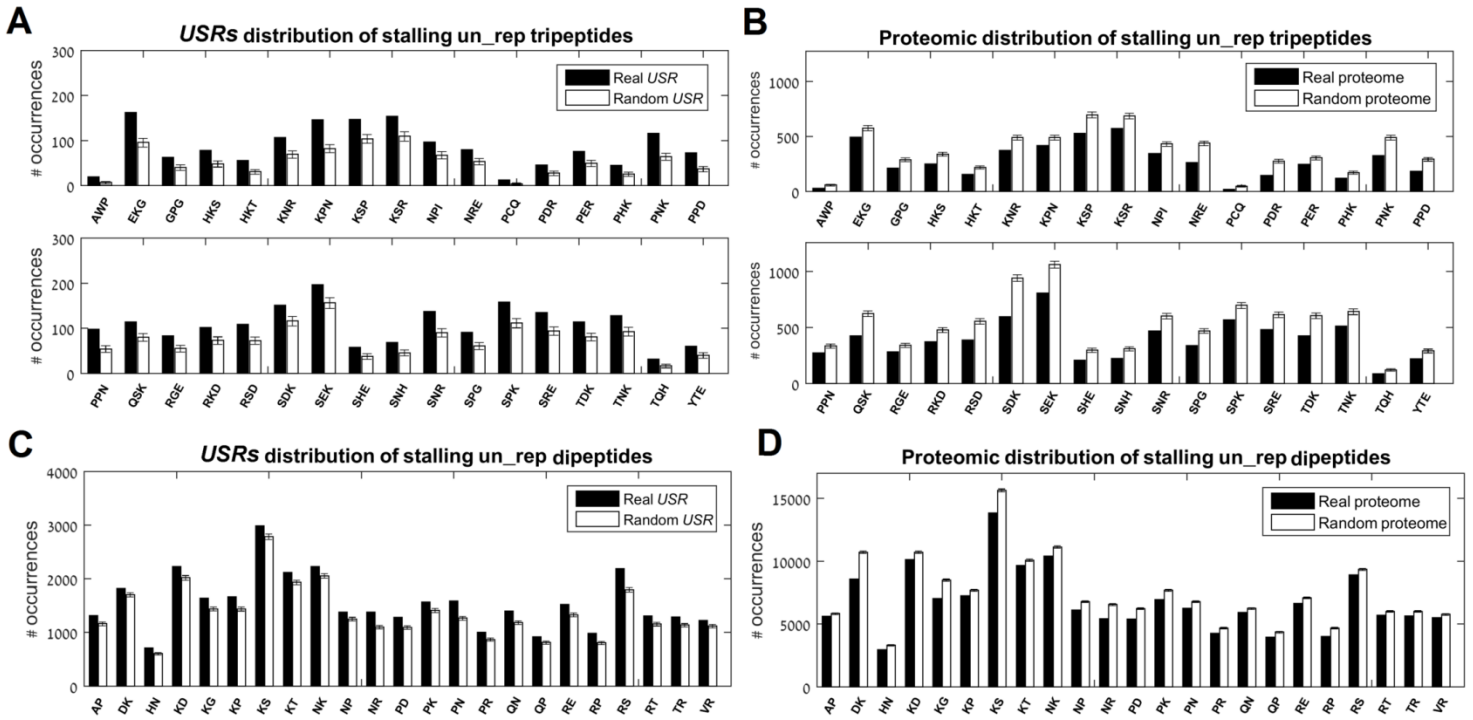 A
USRs distribution of stalling un_rep tripeptides
# occurrences
300
200
100
0
Real USR
Random USR
AWP EKG GPG HKS HKT KNR KPN KSP KSR NPI NRE PCQ PDR PER PHK PNK PPD
# occurrences
300
200
100
0
PPN QSK RGE RKD RSD SDK SEK SHE SNH SNR SPG SPK SRE TDK TNK TQH YTE
B
Proteomic distribution of stalling un_rep tripeptides
# occurrences
1000
500
0
Real proteome
Random proteome
AWP EKG GPG HKS HKT KNR KPN KSP KSR NPI NRE PCQ PDR PER PHK PNK PPD
# occurrences
1000
500
0
PPN QSK RGE RKD RSD SDK SEK SHE SNH SNR SPG SPK SRE TDK TNK TQH YTE
C
USRs distribution of stalling un_rep dipeptides
# occurrences
4000
3000
2000
1000
0
Real USR
Random USR
AP DK HN KD KG KP KS KT NK NP NR PD PK PN PR QN QP RE RP RS RT TR VR
D
Proteomic distribution of stalling un_rep dipeptides
# occurrences
15000
10000
5000
0
Real proteome
Random proteome
AP DK HN KD KG KP KS KT NK NP NR PD PK PN PR QN QP RE RP RS RT TR VR